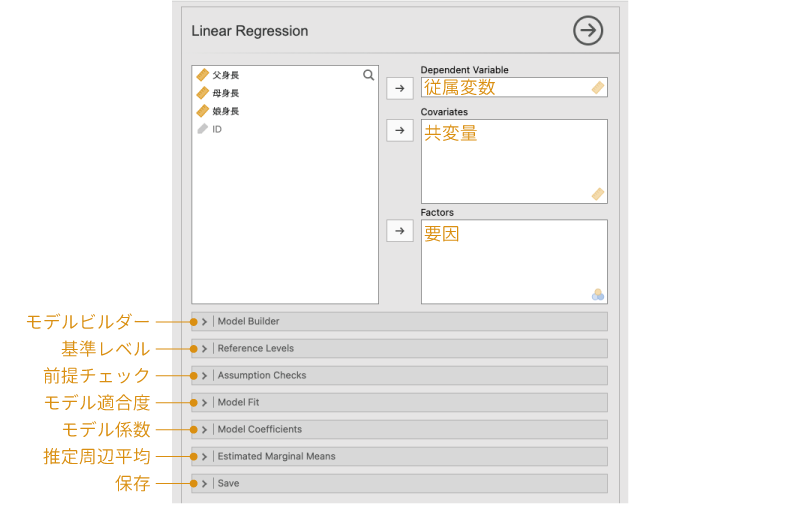 Linear Regression
父身長
母身長
娘身長
ID
Dependent Variable
従属変数
Covariates
共変量
Factors
要因
モデルビルダー Model Builder
基準レベル Reference Levels
前提チェック Assumption Checks
モデル適合度 Model Fit
モデル係数 Model Coefficients
推定周辺平均 Estimated Marginal Means
保存 Save